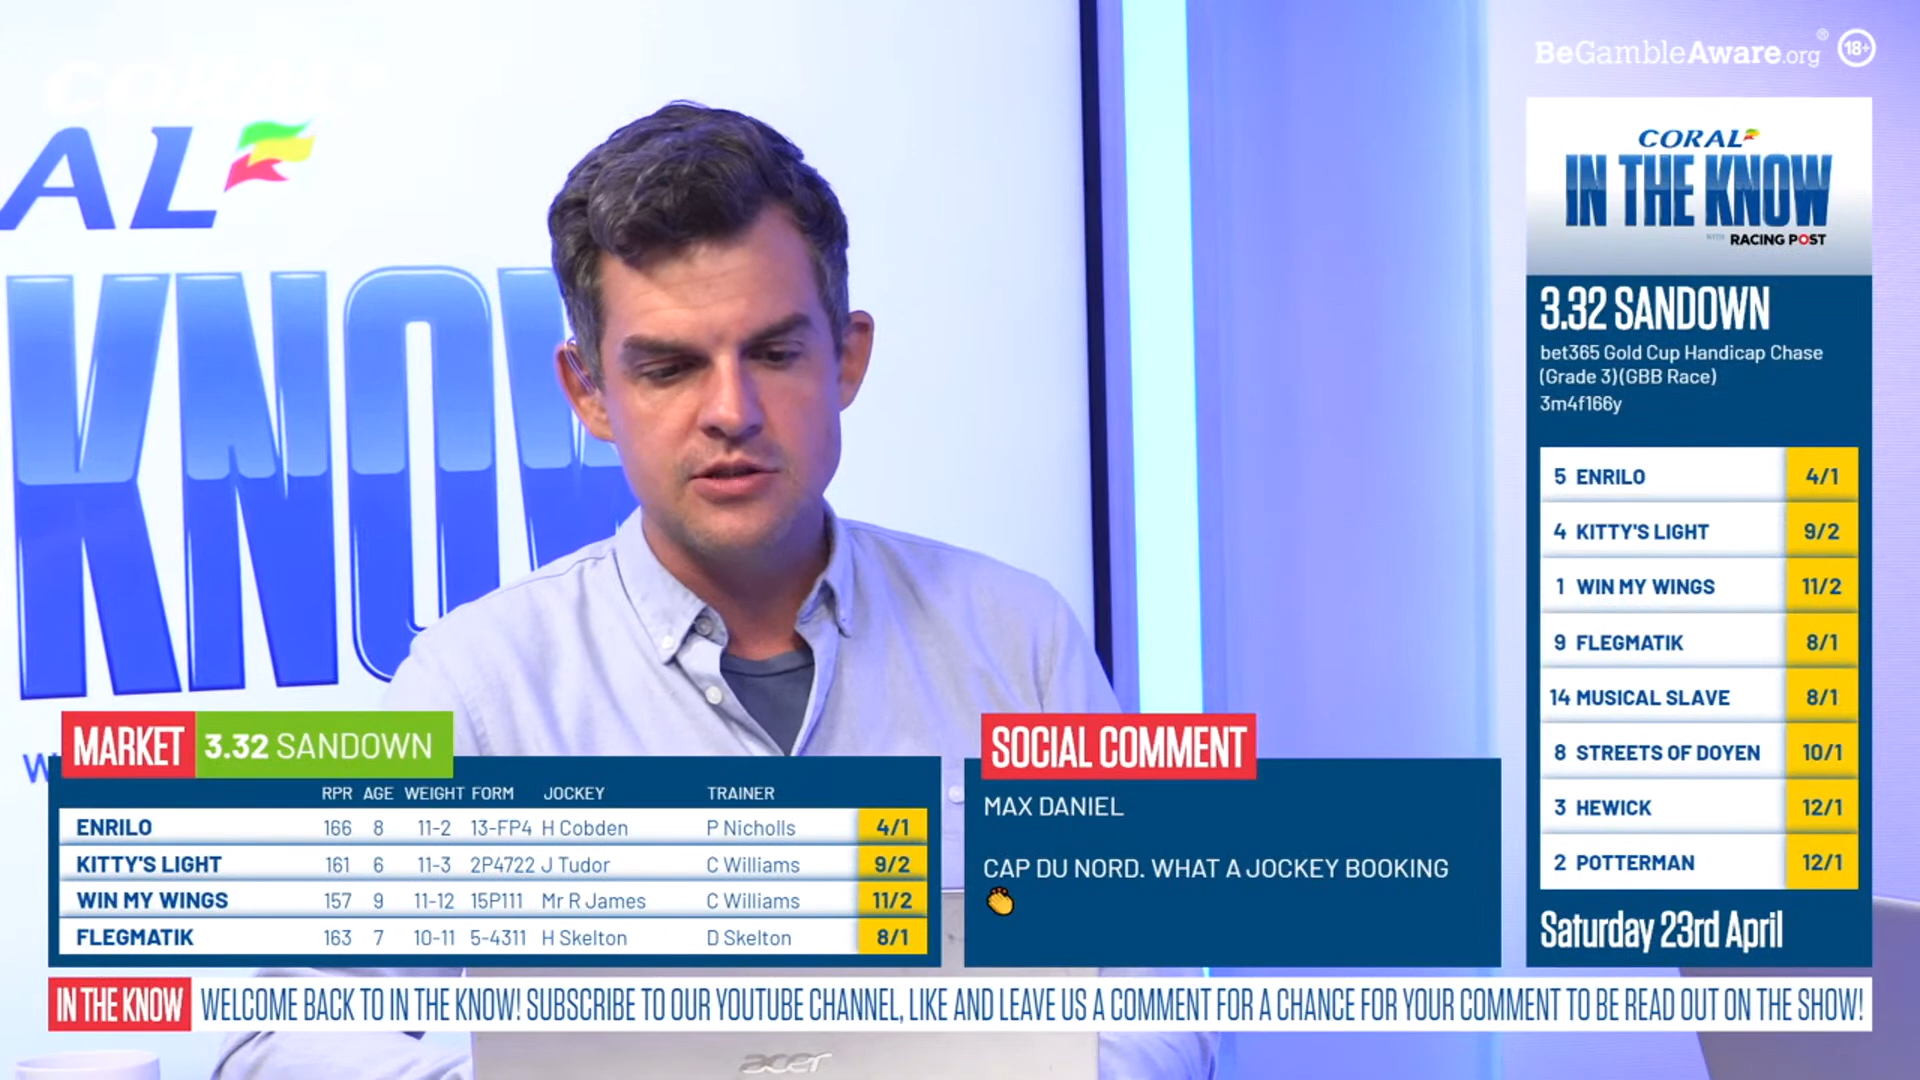 BeGambleAware.org® 18+
CORAL
AL
KNOW
CORAL
IN THE KNOW
WITH RACING POST
3.32 SANDOWN
bet365 Gold Cup Handicap Chase
(Grade 3)(GBB Race)
3m4f166y
5 ENRILO 4/1
4 KITTY'S LIGHT 9/2
1 WIN MY WINGS 11/2
9 FLEGMATIK 8/1
14 MUSICAL SLAVE 8/1
8 STREETS OF DOYEN 10/1
3 HEWICK 12/1
2 POTTERMAN 12/1
Saturday 23rd April
MARKET 3.32 SANDOWN
RPR AGE WEIGHT FORM JOCKEY TRAINER
ENRILO 166 8 11-2 13-FP4 H Cobden P Nicholls 4/1
KITTY'S LIGHT 161 6 11-3 2P4722 J Tudor C Williams 9/2
WIN MY WINGS 157 9 11-12 15P111 Mr R James C Williams 11/2
FLEGMATIK 163 7 10-11 5-4311 H Skelton D Skelton 8/1
SOCIAL COMMENT
MAX DANIEL
CAP DU NORD. WHAT A JOCKEY BOOKING
👏
IN THE KNOW WELCOME BACK TO IN THE KNOW! SUBSCRIBE TO OUR YOUTUBE CHANNEL, LIKE AND LEAVE US A COMMENT FOR A CHANCE FOR YOUR COMMENT TO BE READ OUT ON THE SHOW!
acer